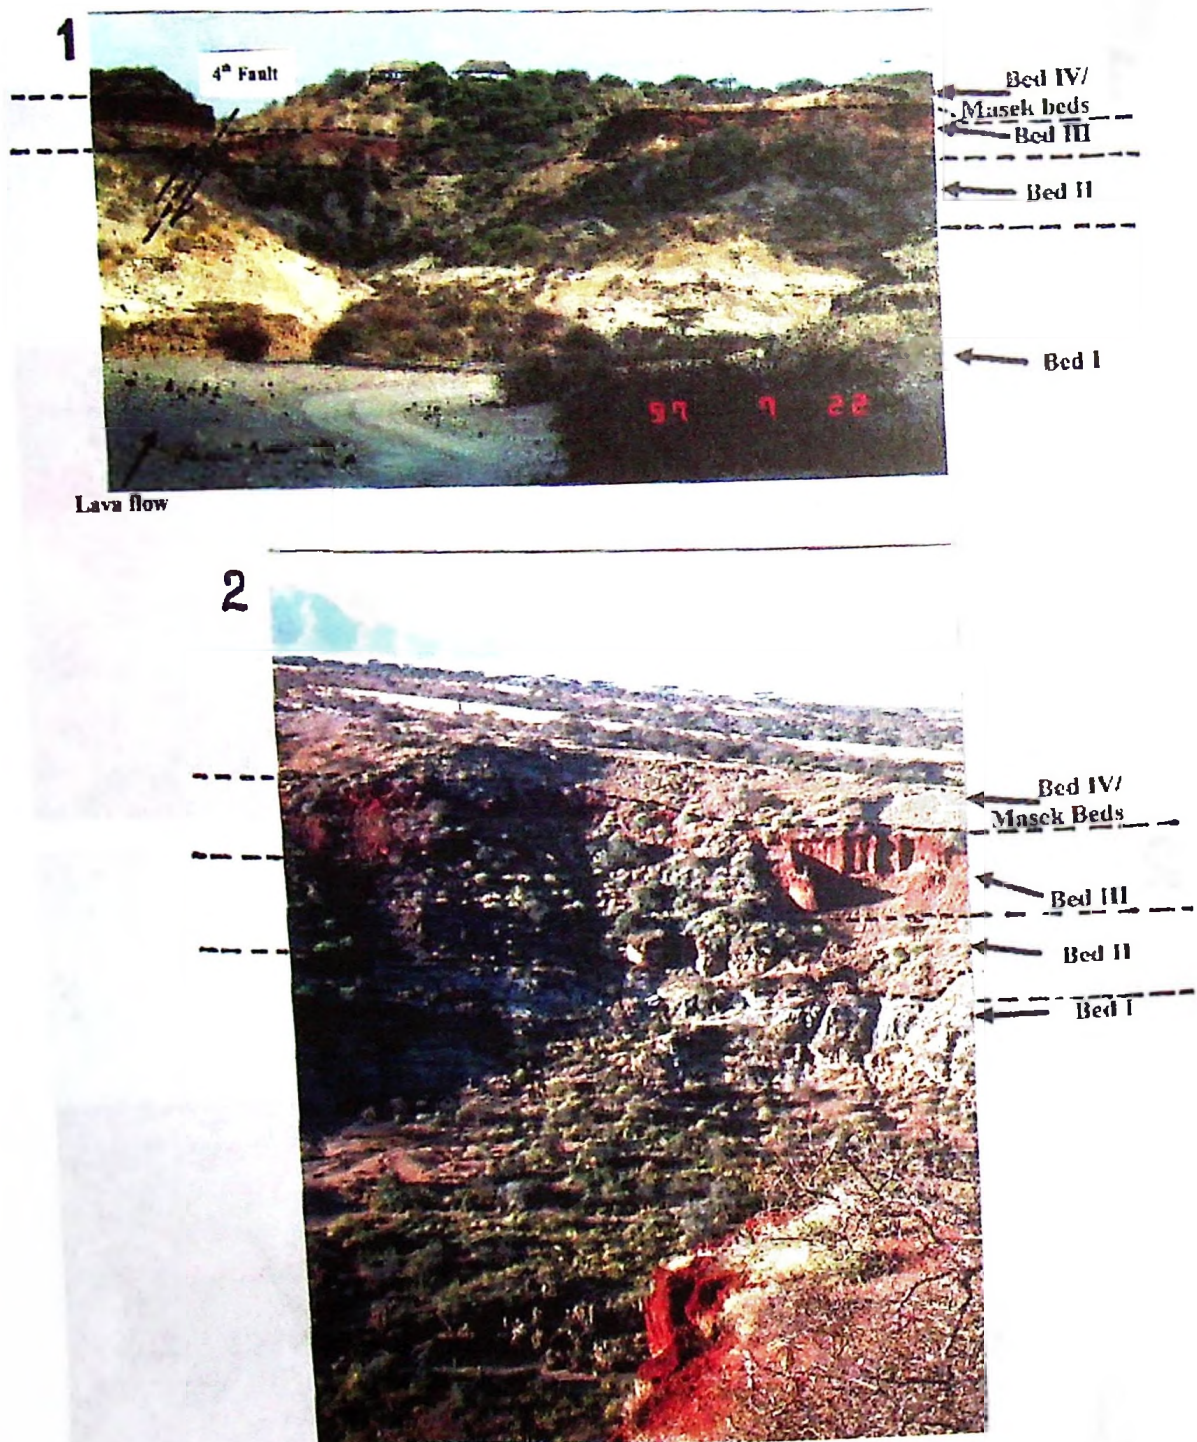 1
4th Fault
Bed IV/
Masek beds
Bed III
Bed II
Bed I
97 7 22
Lava flow
2
Bed IV/
Masek Beds
Bed III
Bed II
Bed I